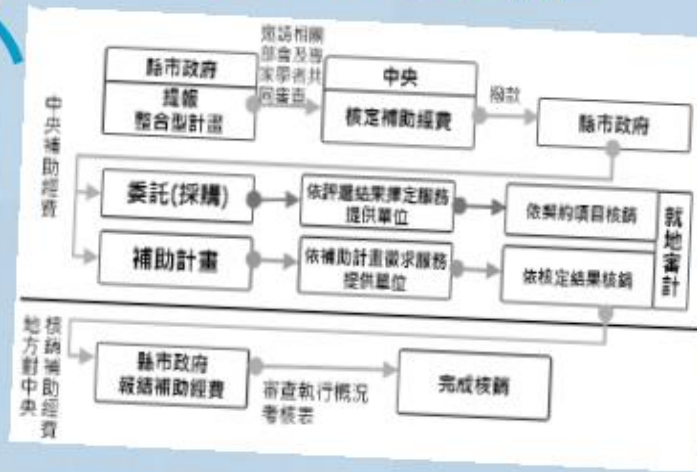 中央補助經費
縣市政府
提報
整合型計畫
邀請相關
部會及專
家學者共
同審查
中央
核定補助經費
撥款
縣市政府
委託(採購)
依評選結果擇定服務
提供單位
依契約項目核銷
補助計畫
依補助計畫徵求服務
提供單位
依核定結果核銷
就地審計
地方對中央
核銷補助經費
縣市政府
報結補助經費
審查執行概況
考核表
完成核銷